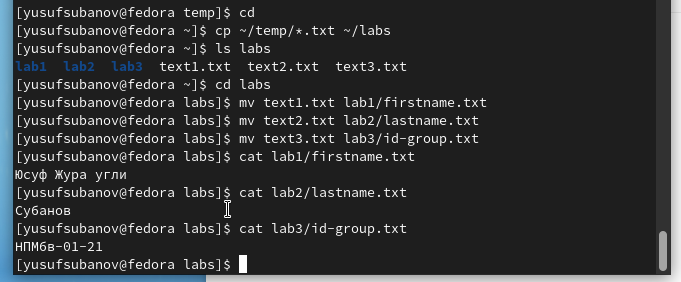 [yusufsubanov@fedora temp]$ cd
[yusufsubanov@fedora ~]$ cp ~/temp/*.txt ~/labs
[yusufsubanov@fedora ~]$ ls labs
lab1 lab2 lab3 text1.txt text2.txt text3.txt
[yusufsubanov@fedora ~]$ cd labs
[yusufsubanov@fedora labs]$ mv text1.txt lab1/firstname.txt
[yusufsubanov@fedora labs]$ mv text2.txt lab2/lastname.txt
[yusufsubanov@fedora labs]$ mv text3.txt lab3/id-group.txt
[yusufsubanov@fedora labs]$ cat lab1/firstname.txt
Юсуф Жура угли
[yusufsubanov@fedora labs]$ cat lab2/lastname.txt
Субанов
[yusufsubanov@fedora labs]$ cat lab3/id-group.txt
НПМбв-01-21
[yusufsubanov@fedora labs]$